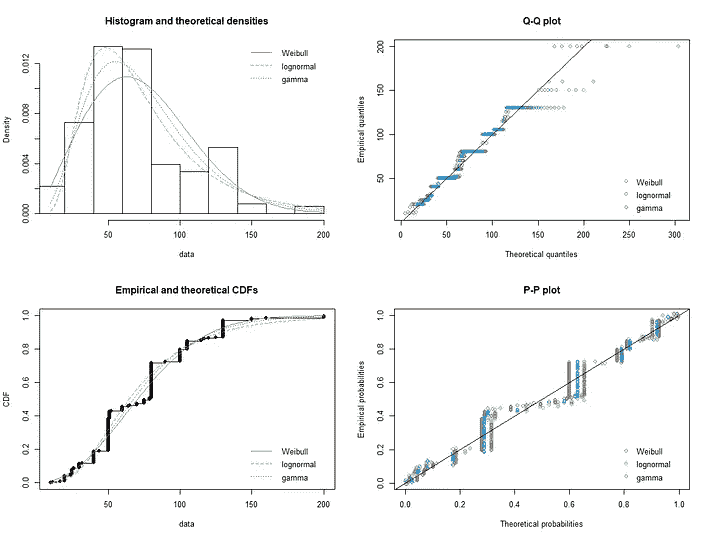 Histogram and theoretical densities
Density
0.000
0.004
0.008
0.012
Weibull
lognormal
gamma
50
100
150
200
data
Q-Q plot
Empirical quantiles
50
100
150
200
Weibull
lognormal
gamma
0
50
100
150
200
250
300
Theoretical quantiles
Empirical and theoretical CDFs
CDF
0.0
0.2
0.4
0.6
0.8
1.0
Weibull
lognormal
gamma
50
100
150
200
data
P-P plot
Empirical probabilities
0.0
0.2
0.4
0.6
0.8
1.0
Weibull
lognormal
gamma
0.0
0.2
0.4
0.6
0.8
1.0
Theoretical probabilities